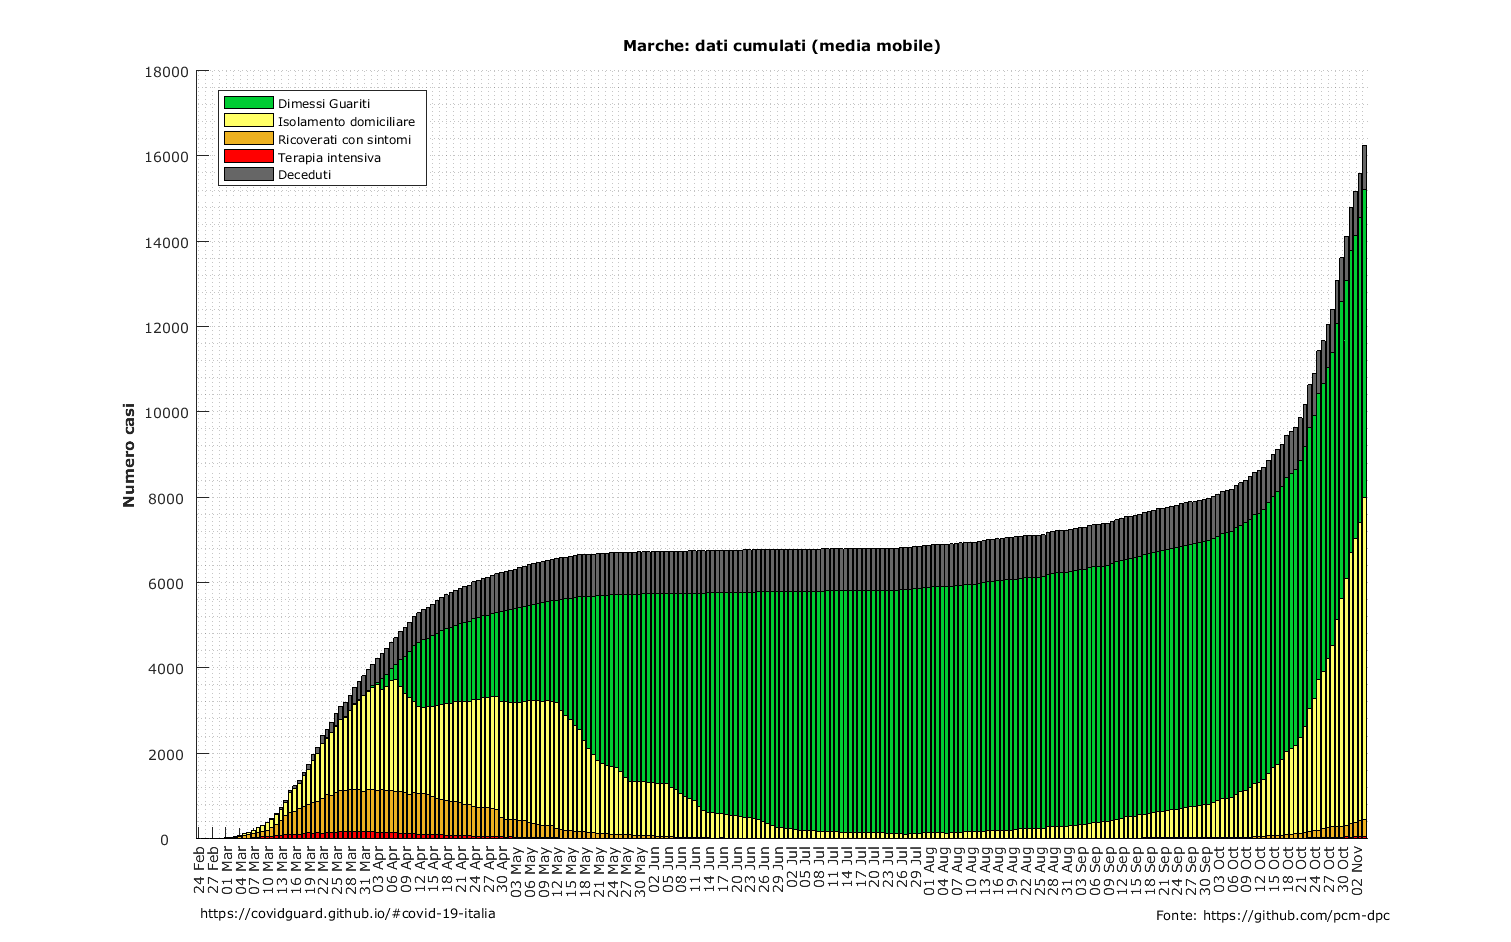 Marche: dati cumulati (media mobile)
18000
16000
14000
12000
10000
8000
6000
4000
2000
0
Numero casi
Dimessi Guariti
Isolamento domiciliare
Ricoverati con sintomi
Terapia intensiva
Deceduti
24 Feb
27 Feb
01 Mar
04 Mar
07 Mar
10 Mar
13 Mar
16 Mar
19 Mar
22 Mar
25 Mar
28 Mar
31 Mar
03 Apr
06 Apr
09 Apr
12 Apr
15 Apr
18 Apr
21 Apr
24 Apr
27 Apr
30 Apr
03 May
06 May
09 May
12 May
15 May
18 May
21 May
24 May
27 May
30 May
02 Jun
05 Jun
08 Jun
11 Jun
14 Jun
17 Jun
20 Jun
23 Jun
26 Jun
29 Jun
02 Jul
05 Jul
08 Jul
11 Jul
14 Jul
17 Jul
20 Jul
23 Jul
26 Jul
29 Jul
01 Aug
04 Aug
07 Aug
10 Aug
13 Aug
16 Aug
19 Aug
22 Aug
25 Aug
28 Aug
31 Aug
03 Sep
06 Sep
09 Sep
12 Sep
15 Sep
18 Sep
21 Sep
24 Sep
27 Sep
30 Sep
03 Oct
06 Oct
09 Oct
12 Oct
15 Oct
18 Oct
21 Oct
24 Oct
27 Oct
30 Oct
02 Nov
https://covidguard.github.io/#covid-19-italia
Fonte: https://github.com/pcm-dpc